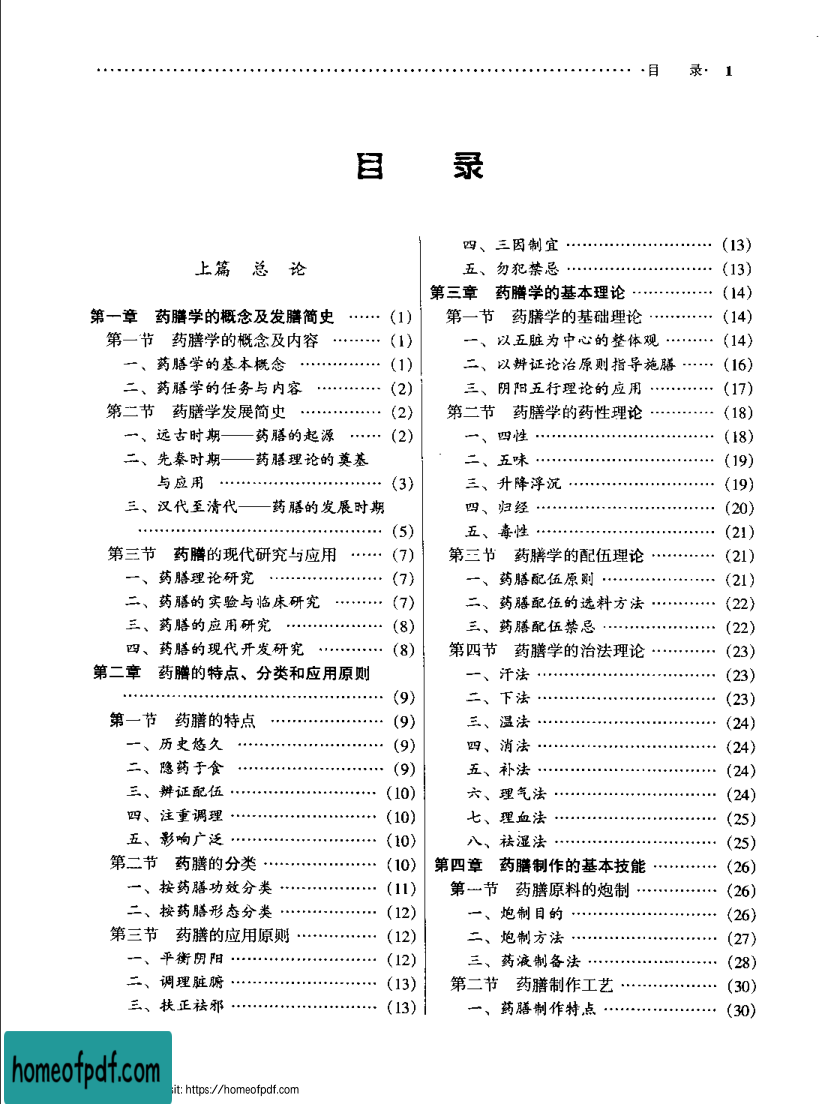 ·目 录· 1
目 录
上篇 总 论
第一章 药膳学的概念及发膳简史 …… (1)
第一节 药膳学的概念及内容 ……… (1)
一、药膳学的基本概念 …………… (1)
二、药膳学的任务与内容 ………… (2)
第二节 药膳学发展简史 …………… (2)
一、远古时期——药膳的起源 …… (2)
二、先秦时期——药膳理论的奠基
与应用 ………………………… (3)
三、汉代至清代——药膳的发展时期
……………………………………… (5)
第三节 药膳的现代研究与应用 …… (7)
一、药膳理论研究 ………………… (7)
二、药膳的实验与临床研究 ……… (7)
三、药膳的应用研究 ……………… (8)
四、药膳的现代开发研究 ………… (8)
第二章 药膳的特点、分类和应用原则
………………………………………… (9)
第一节 药膳的特点 ………………… (9)
一、历史悠久 ……………………… (9)
二、隐药于食 ……………………… (9)
三、辨证配伍 ……………………… (10)
四、注重调理 ……………………… (10)
五、影响广泛 ……………………… (10)
第二节 药膳的分类 ………………… (10)
一、按药膳功效分类 ……………… (11)
二、按药膳形态分类 ……………… (12)
第三节 药膳的应用原则 …………… (12)
一、平衡阴阳 ……………………… (12)
二、调理脏腑 ……………………… (13)
三、扶正祛邪 ……………………… (13)
四、三因制宜 ……………………… (13)
五、勿犯禁忌 ……………………… (13)
第三章 药膳学的基本理论 …………… (14)
第一节 药膳学的基础理论 ………… (14)
一、以五脏为中心的整体观 ……… (14)
二、以辨证论治原则指导施膳 …… (16)
三、阴阳五行理论的应用 ………… (17)
第二节 药膳学的药性理论 ………… (18)
一、四性 …………………………… (18)
二、五味 …………………………… (19)
三、升降浮沉 ……………………… (19)
四、归经 …………………………… (20)
五、毒性 …………………………… (21)
第三节 药膳学的配伍理论 ………… (21)
一、药膳配伍原则 ………………… (21)
二、药膳配伍的选料方法 ………… (22)
三、药膳配伍禁忌 ………………… (22)
第四节 药膳学的治法理论 ………… (23)
一、汗法 …………………………… (23)
二、下法 …………………………… (23)
三、温法 …………………………… (24)
四、消法 …………………………… (24)
五、补法 …………………………… (24)
六、理气法 ………………………… (24)
七、理血法 ………………………… (25)
八、祛湿法 ………………………… (25)
第四章 药膳制作的基本技能 ………… (26)
第一节 药膳原料的炮制 …………… (26)
一、炮制目的 ……………………… (26)
二、炮制方法 ……………………… (27)
三、药液制备法 …………………… (28)
第二节 药膳制作工艺 ……………… (30)
一、药膳制作特点 ………………… (30)
homeofpdf.com
sit: https://homeofpdf.com